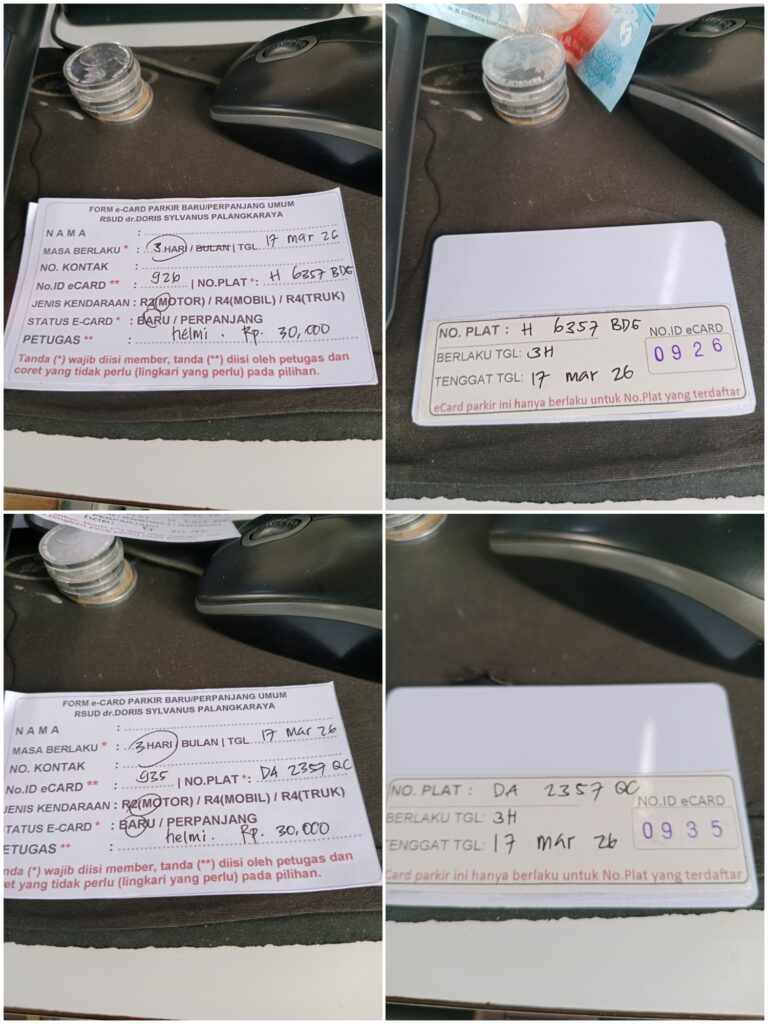 FORM e-CARD PARKIR BARU/PERPANJANG UMUM
RSUD dr.DORIS SYLVANUS PALANGKARAYA
NAMA :
MASA BERLAKU * : 3 HARI / BULAN | TGL 17 mar 26
NO. KONTAK :
No.ID eCARD ** : 926 | NO.PLAT *: H 6357 BDG
JENIS KENDARAAN : R2(MOTOR) / R4(MOBIL) / R4(TRUK)
STATUS E-CARD * : BARU / PERPANJANG
PETUGAS ** : helmi. Rp. 30,000
Tanda (*) wajib diisi member, tanda (**) diisi oleh petugas dan
coret yang tidak perlu (lingkari yang perlu) pada pilihan.
NO. PLAT : H 6357 BDG
NO.ID eCARD
BERLAKU TGL: 3H
0926
TENGGAT TGL: 17 mar 26
eCard parkir ini hanya berlaku untuk No.Plat yang terdaftar
FORM e-CARD PARKIR BARU/PERPANJANG UMUM
RSUD dr.DORIS SYLVANUS PALANGKARAYA
NAMA :
MASA BERLAKU * : 3 HARI / BULAN | TGL 17 mar 26
NO. KONTAK :
No.ID eCARD ** : 935 | NO.PLAT *: DA 2357 QC
JENIS KENDARAAN : R2(MOTOR) / R4(MOBIL) / R4(TRUK)
STATUS E-CARD * : BARU / PERPANJANG
ETUGAS ** : helmi. Rp. 30,000
nda (*) wajib diisi member, tanda (**) diisi oleh petugas dan
ret yang tidak perlu (lingkari yang perlu) pada pilihan.
NO. PLAT : DA 2357 QC
NO.ID eCARD
BERLAKU TGL: 3H
0935
TENGGAT TGL: 17 mar 26
Card parkir ini hanya berlaku untuk No.Plat yang terdaftar